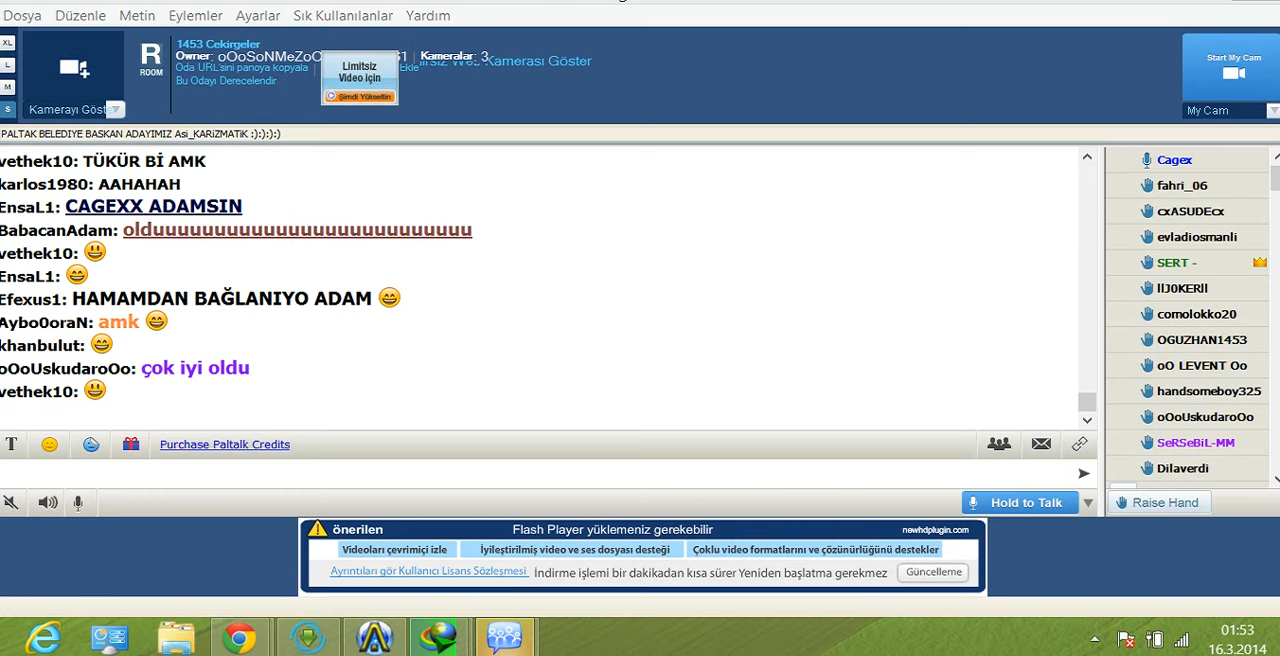 Dosya Düzenle Metin Eylemler Ayarlar Sık Kullanılanlar Yardım
XL
L
M
S
Kamerayı Göst
R
ROOM
1453 Cekirgeler
Owner: oOoSoNMeZoO S1 | Kameralar: 3
Oda URL'sini panoya kopyala | Ekle
Bu Odayı Derecelendir
Limitsiz
Video için
Şimdi Yükseltin
Web Kamerası Göster
Start My Cam
My Cam
PALTAK BELEDIYE BASKAN ADAYIMIZ Asi_KARiZMATiK :):):):)
vethek10: TÜKÜR Bİ AMK
karlos1980: AAHAHAH
EnsaL1: CAGEXX ADAMSIN
BabacanAdam: olduuuuuuuuuuuuuuuuuuuuuuuuuu
vethek10: 😃
EnsaL1: 😄
Efexus1: HAMAMDAN BAĞLANIYO ADAM 😄
Aybo0oraN: amk 😄
khanbulut: 😄
oOoUskudaroOo: çok iyi oldu
vethek10: 😃
Cagex
fahri_06
cxASUDEcx
evladiosmanli
SERT -
llJ0KERll
comolokko20
OGUZHAN1453
oO LEVENT Oo
handsomeboy325
oOoUskudaroOo
SeRSeBiL-MM
Dilaverdi
T
Purchase Paltalk Credits
Hold to Talk
Raise Hand
önerilen
Flash Player yüklemeniz gerekebilir
newhdplugin.com
Videoları çevrimiçi izle
İyileştirilmiş video ve ses dosyası desteği
Çoklu video formatlarını ve çözünürlüğünü destekler
Ayrıntıları gör Kullanıcı Lisans Sözleşmesi
İndirme işlemi bir dakikadan kısa sürer Yeniden başlatma gerekmez
Güncelleme
01:53
16.3.2014